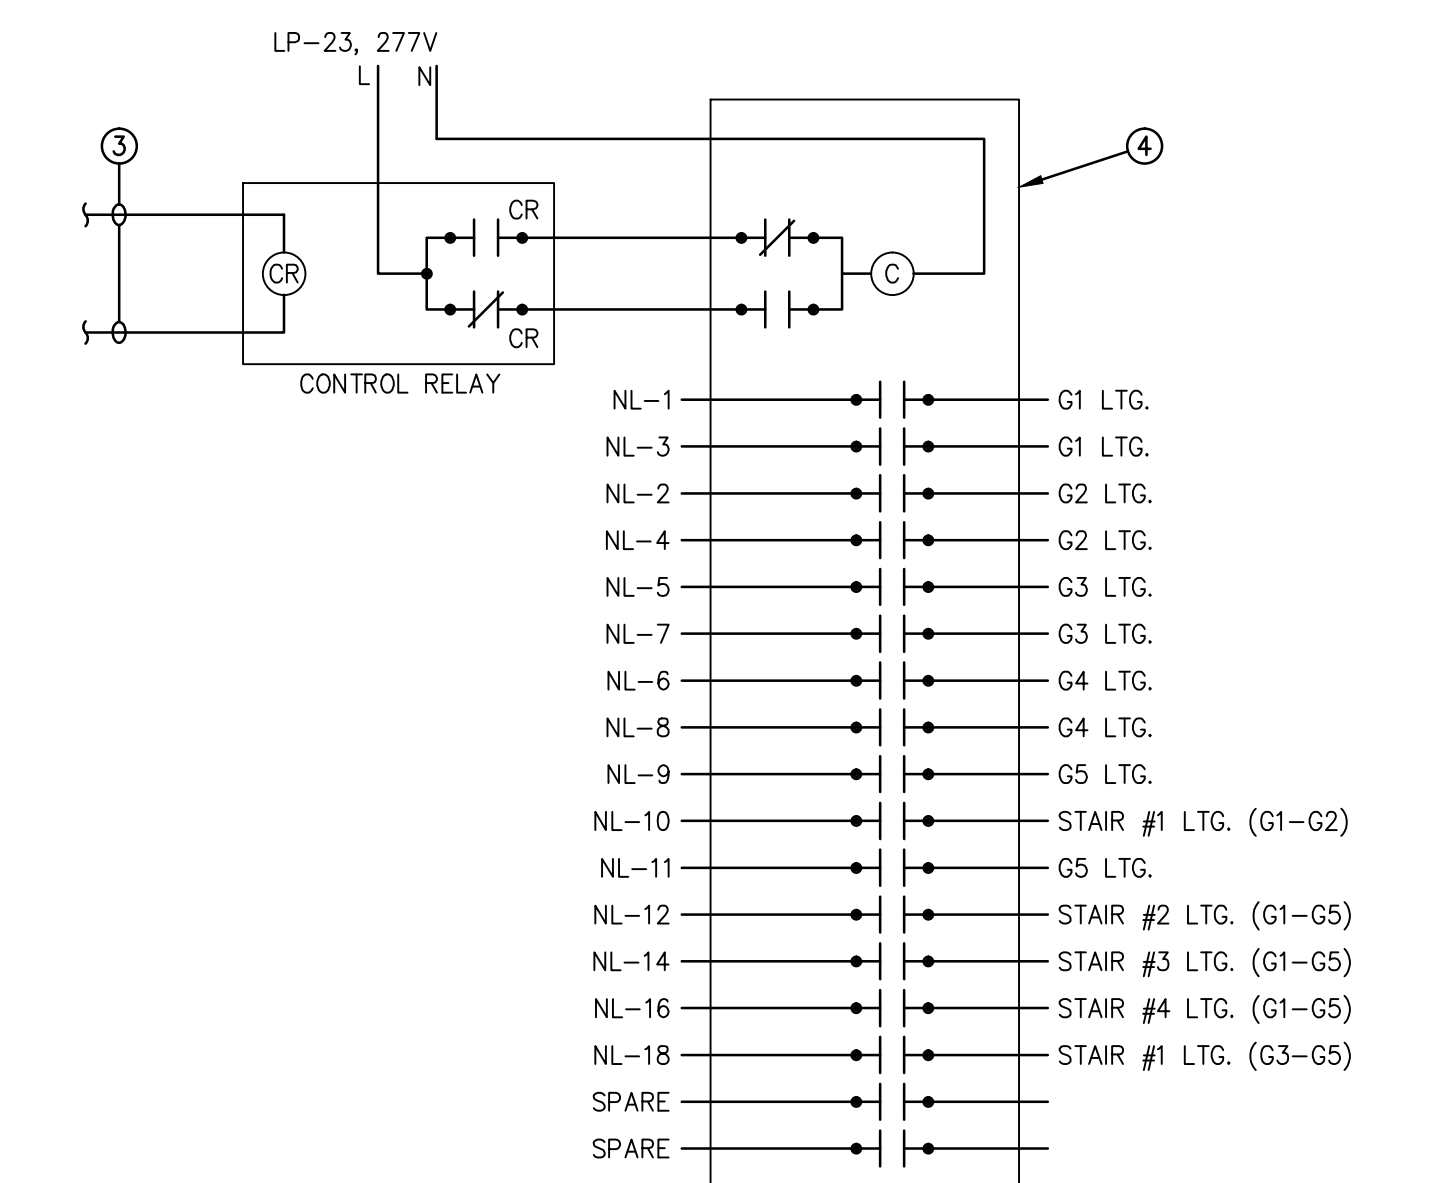 LP-23, 277V
L N
3
4
CR
CR
C
CR
CONTROL RELAY
NL-1 G1 LTG.
NL-3 G1 LTG.
NL-2 G2 LTG.
NL-4 G2 LTG.
NL-5 G3 LTG.
NL-7 G3 LTG.
NL-6 G4 LTG.
NL-8 G4 LTG.
NL-9 G5 LTG.
NL-10 STAIR #1 LTG. (G1-G2)
NL-11 G5 LTG.
NL-12 STAIR #2 LTG. (G1-G5)
NL-14 STAIR #3 LTG. (G1-G5)
NL-16 STAIR #4 LTG. (G1-G5)
NL-18 STAIR #1 LTG. (G3-G5)
SPARE
SPARE